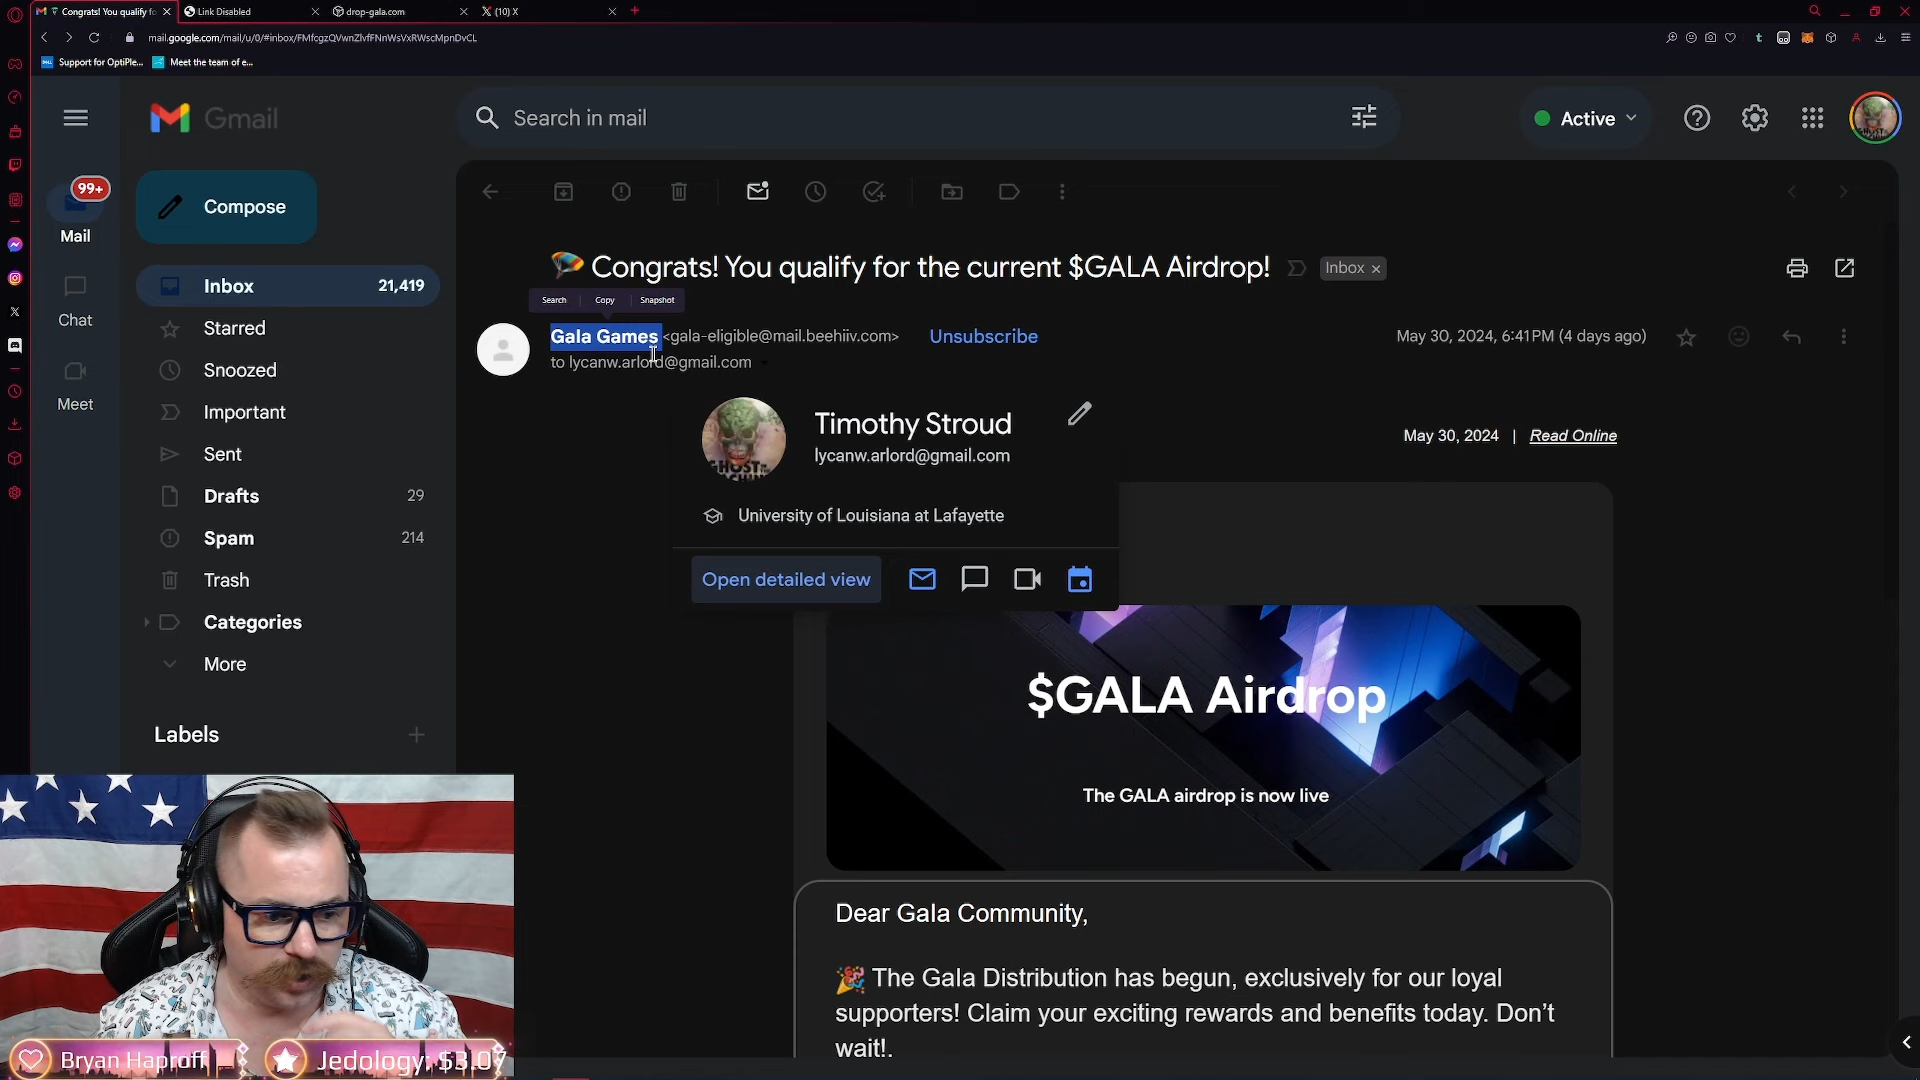 Congrats! You qualify fo
Link Disabled
drop-gala.com
(10) X
mail.google.com/mail/u/0/#inbox/FMfcgzQVwnZlvfFNnWsVxRWscMpnDvCL
Support for OptiPle...
Meet the team of e...
Gmail
Search in mail
Active
99+
Mail
Chat
Meet
Compose
Inbox 21,419
Starred
Snoozed
Important
Sent
Drafts 29
Spam 214
Trash
Categories
More
Labels
Congrats! You qualify for the current $GALA Airdrop!
Inbox
Search Copy Snapshot
Gala Games <gala-eligible@mail.beehiiv.com> Unsubscribe
May 30, 2024, 6:41 PM (4 days ago)
to lycanw.arlord@gmail.com
Timothy Stroud
lycanw.arlord@gmail.com
University of Louisiana at Lafayette
Open detailed view
May 30, 2024 | Read Online
$GALA Airdrop
The GALA airdrop is now live
Dear Gala Community,
🎉 The Gala Distribution has begun, exclusively for our loyal
supporters! Claim your exciting rewards and benefits today. Don't
wait!.
Bryan Haproff
Jedology: $3.07